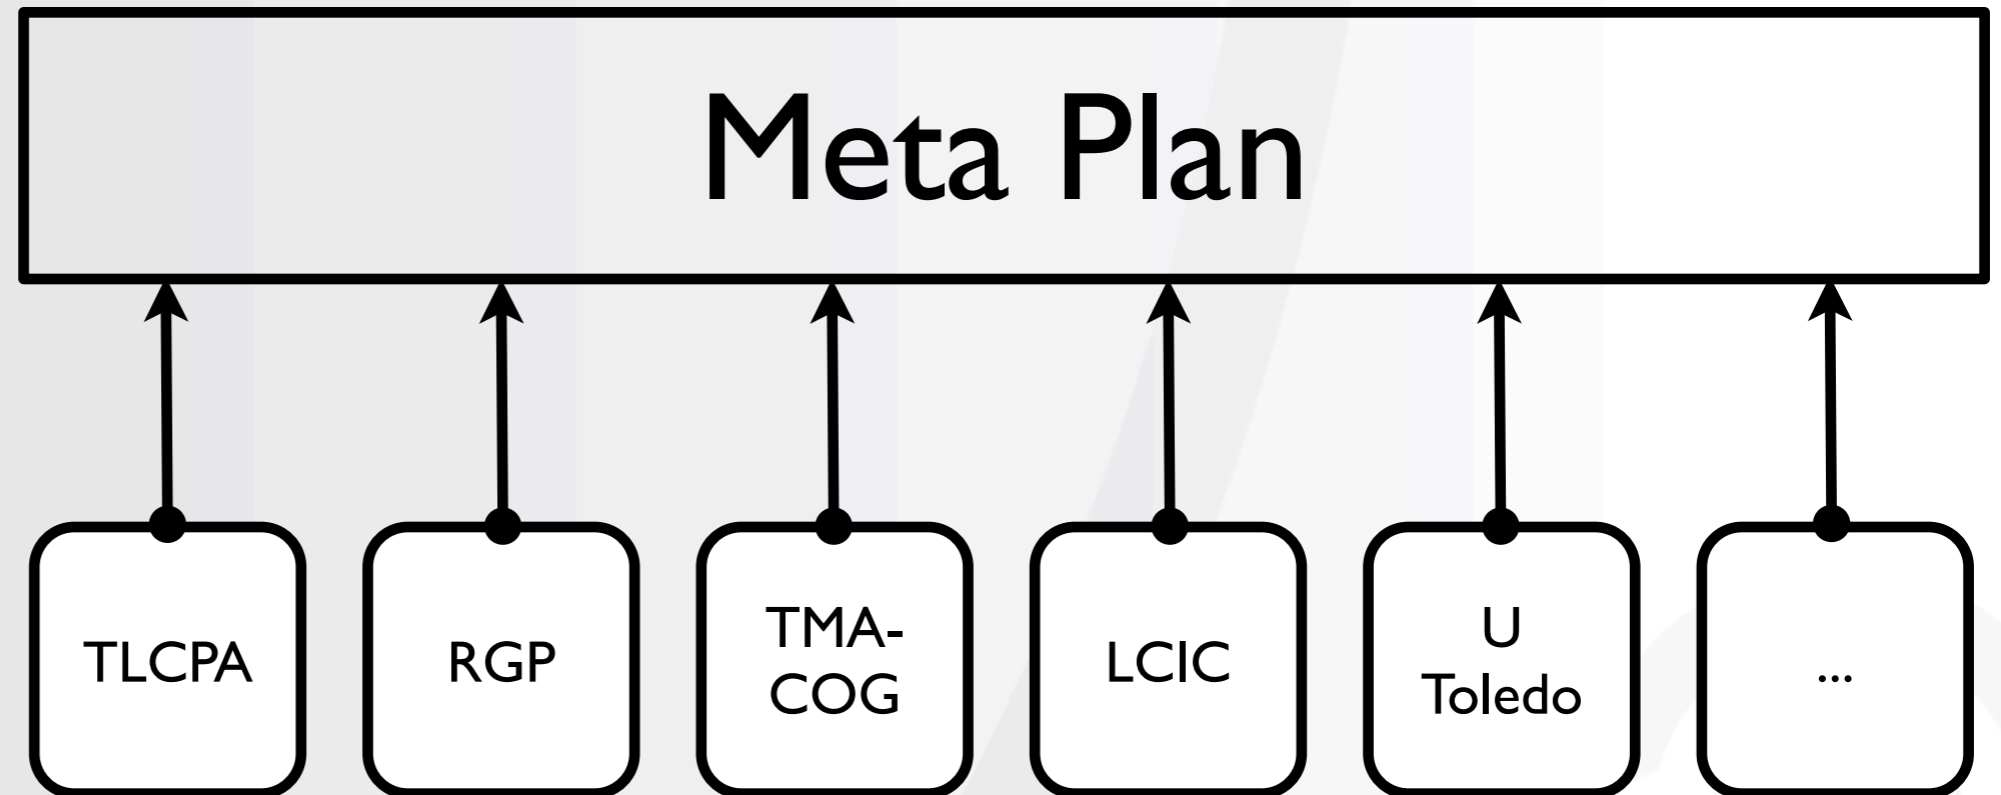 Meta Plan
TLCPA
RGP
TMA-
COG
LCIC
U
Toledo
...